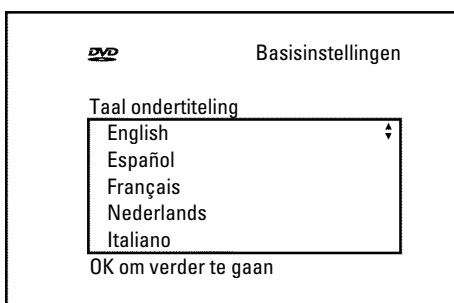 DVD Basisinstellingen
Taal ondertiteling
English
Español
Français
Nederlands
Italiano
OK om verder te gaan